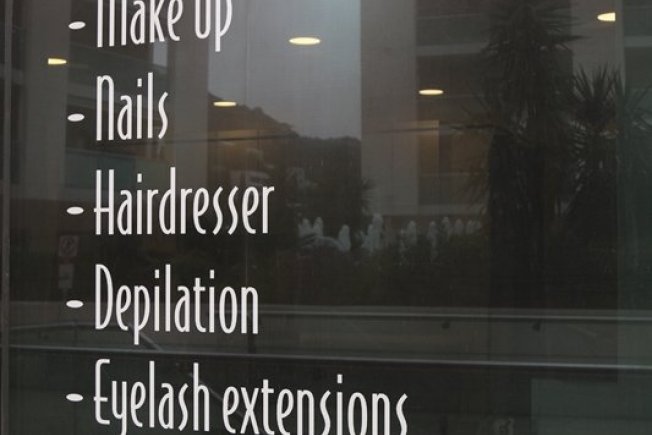 - Make up
- Nails
- Hairdresser
- Depilation
- Eyelash extensions